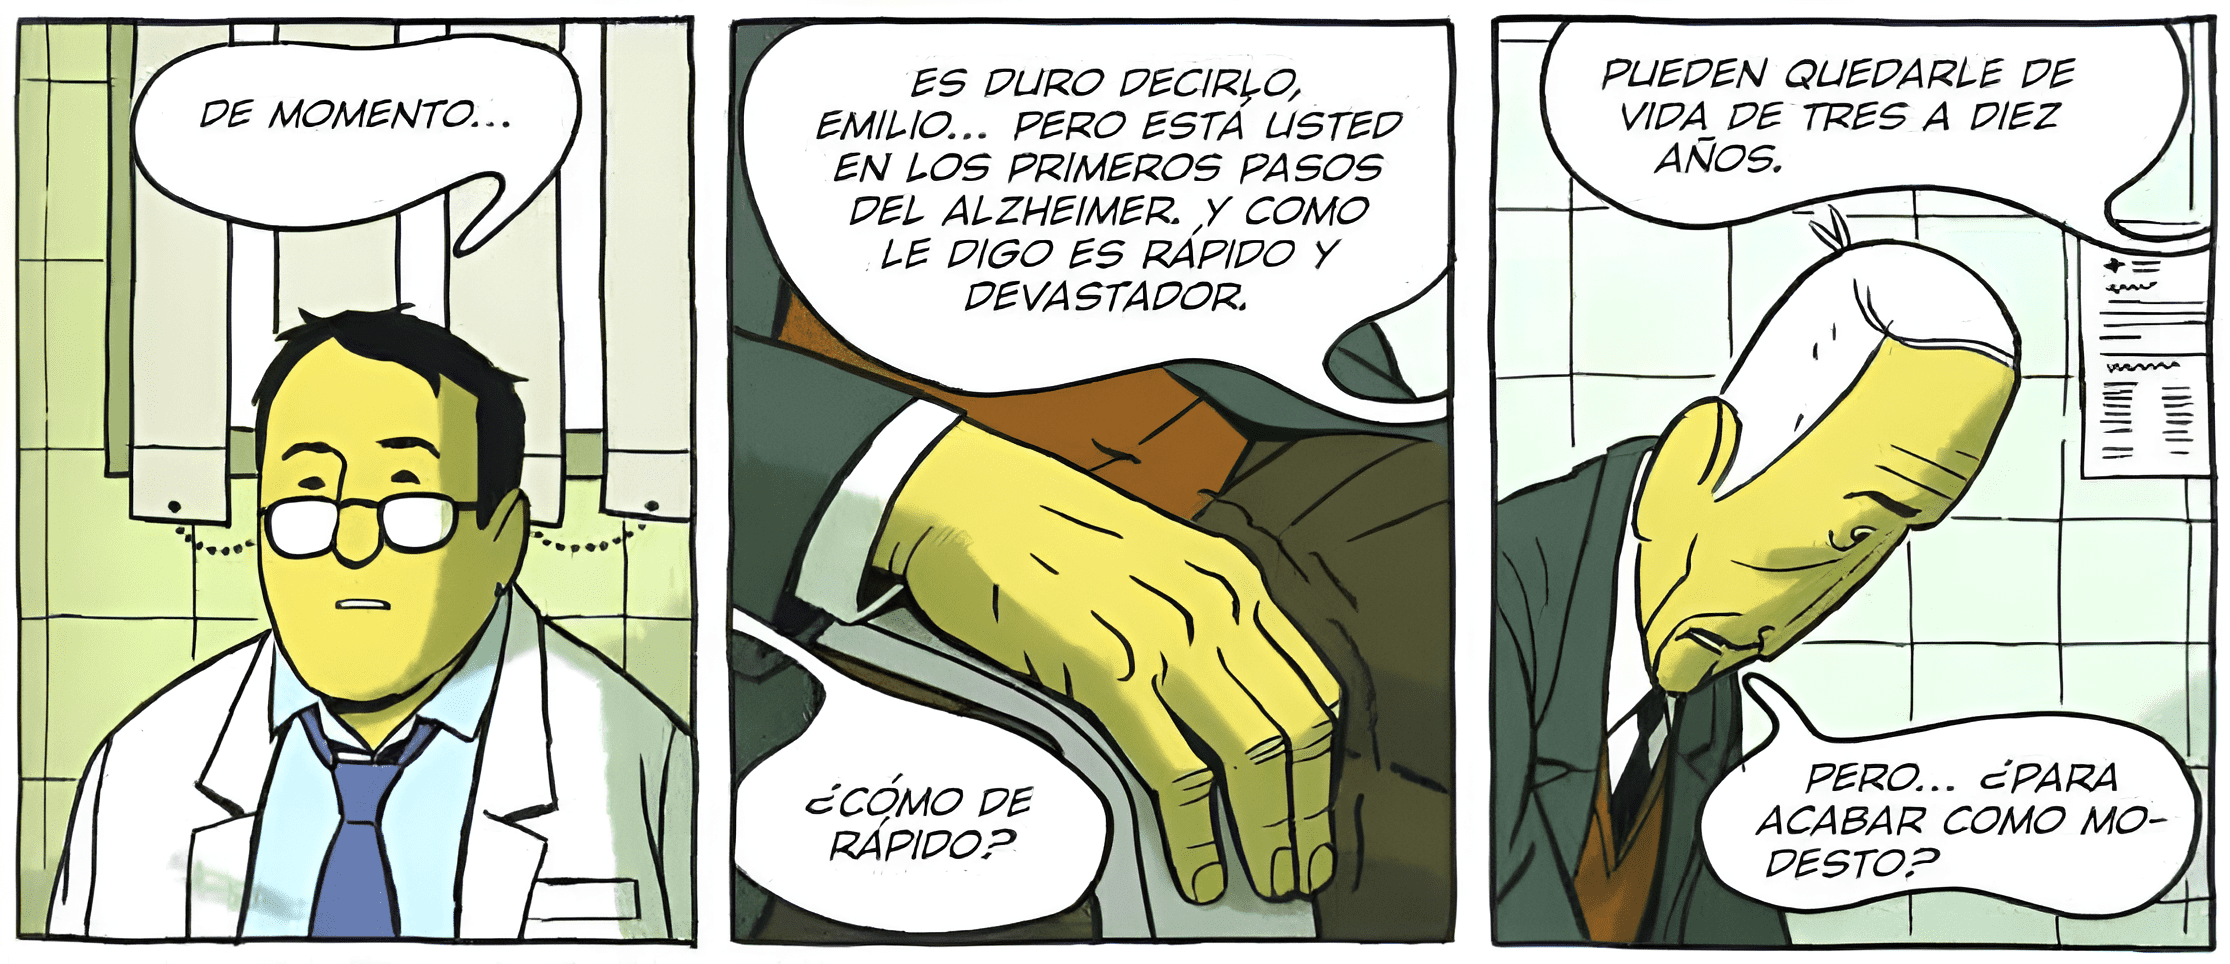 DE MOMENTO...
ES DURO DECIRLO,
EMILIO... PERO ESTÁ USTED
EN LOS PRIMEROS PASOS
DEL ALZHEIMER. Y COMO
LE DIGO ES RÁPIDO Y
DEVASTADOR.
¿CÓMO DE
RÁPIDO?
PUEDEN QUEDARLE DE
VIDA DE TRES A DIEZ
AÑOS.
PERO... ¿PARA
ACABAR COMO MO-
DESTO?